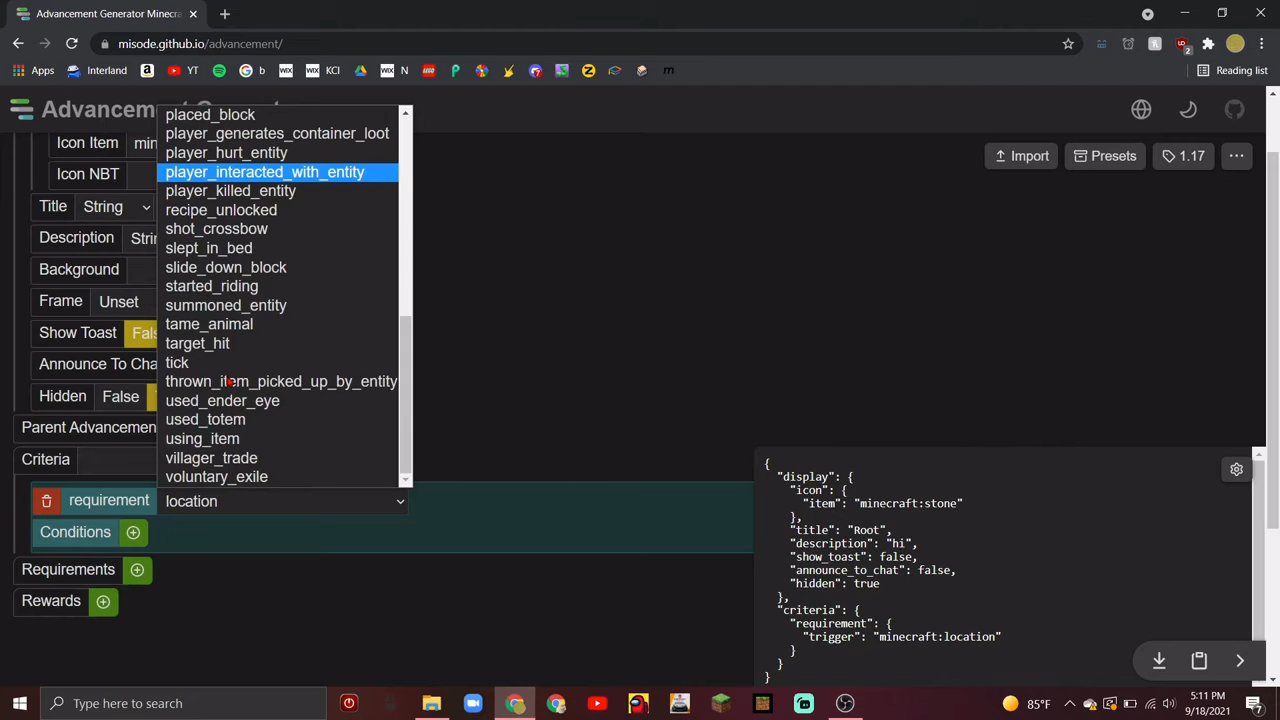 Advancement Generator Minecra
misode.github.io/advancement/
Apps
Interland
YT
b
KCI
N
Reading list
Advancement Generat
Import
Presets
1.17
Icon Item
min
Icon NBT
Title
String
Description
Strin
Background
Frame
Unset
Show Toast
Fals
Announce To Cha
Hidden
False
Parent Advancemen
Criteria
placed_block
player_generates_container_loot
player_hurt_entity
player_interacted_with_entity
player_killed_entity
recipe_unlocked
shot_crossbow
slept_in_bed
slide_down_block
started_riding
summoned_entity
tame_animal
target_hit
tick
thrown_item_picked_up_by_entity
used_ender_eye
used_totem
using_item
villager_trade
voluntary_exile
requirement
location
Conditions
Requirements
Rewards
{
"display": {
"icon": {
"item": "minecraft:stone"
},
"title": "Root",
"description": "hi",
"show_toast": false,
"announce_to_chat": false,
"hidden": true
},
"criteria": {
"requirement": {
"trigger": "minecraft:location"
}
}
}
Type here to search
85°F
5:11 PM
9/18/2021
7